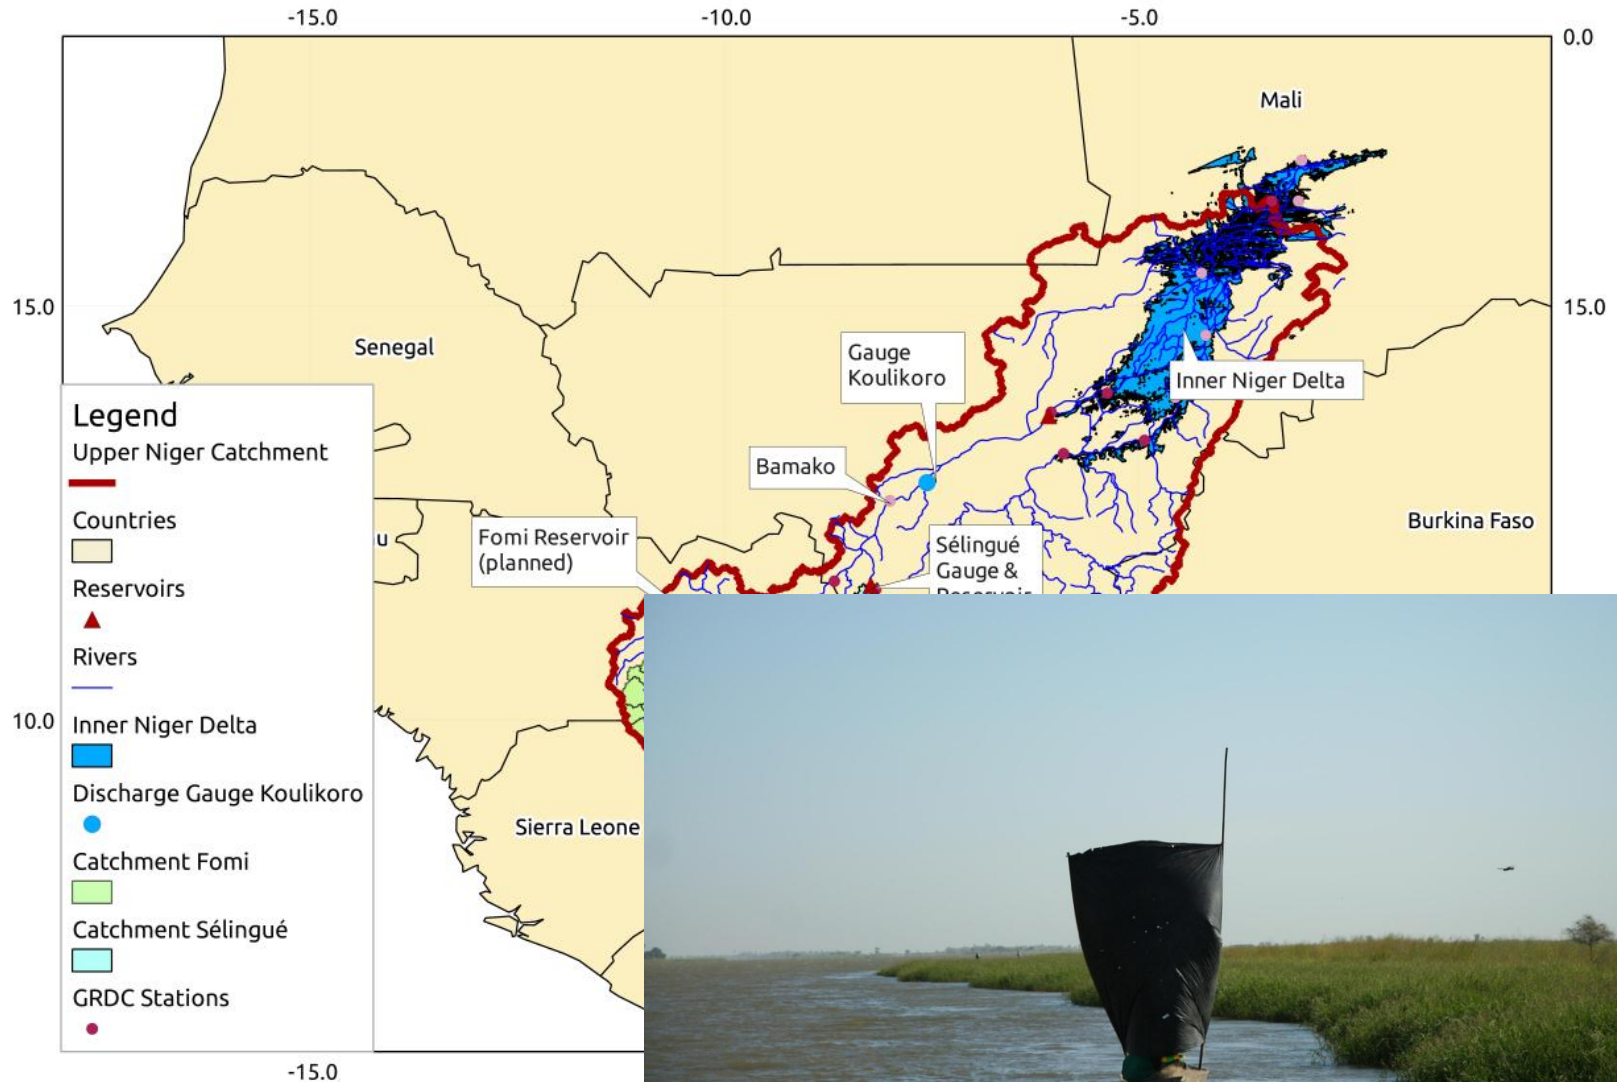 -15.0
-10.0
-5.0
0.0
Mali
15.0
15.0
Senegal
Gauge
Koulikoro
Inner Niger Delta
Legend
Upper Niger Catchment
Bamako
Countries
Burkina Faso
Fomi Reservoir
(planned)
Sélingué
Gauge &
Reservoir
Reservoirs
Rivers
10.0
Inner Niger Delta
Discharge Gauge Koulikoro
Sierra Leone
Catchment Fomi
Catchment Sélingué
GRDC Stations
-15.0